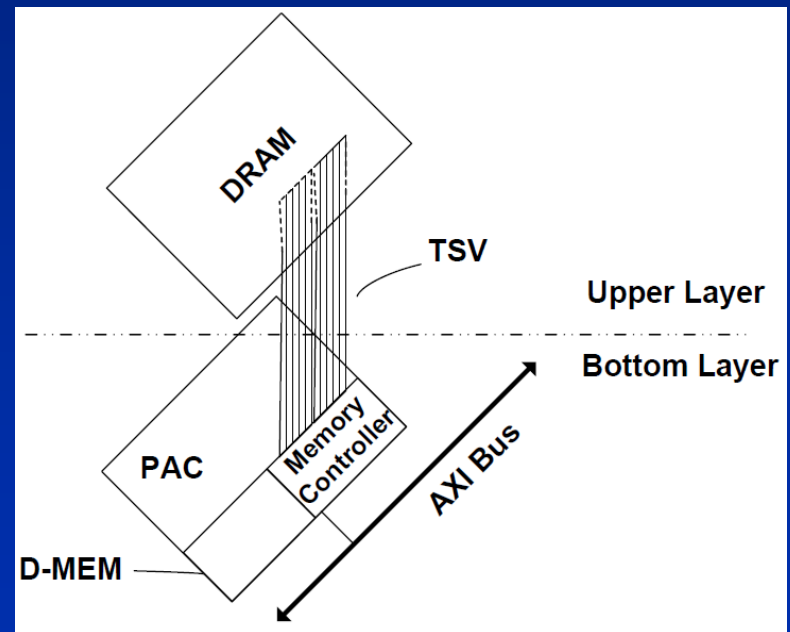 DRAM
TSV
Upper Layer
Bottom Layer
Memory
Controller
PAC
AXI Bus
D-MEM